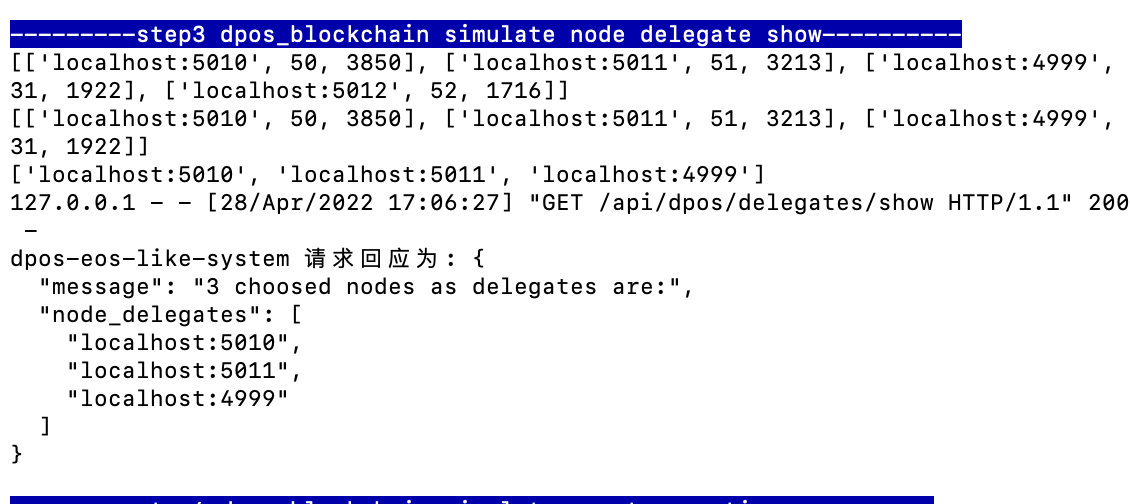 ---------step3 dpos_blockchain simulate node delegate show----------
[['localhost:5010', 50, 3850], ['localhost:5011', 51, 3213], ['localhost:4999',
31, 1922], ['localhost:5012', 52, 1716]]
[['localhost:5010', 50, 3850], ['localhost:5011', 51, 3213], ['localhost:4999',
31, 1922]]
['localhost:5010', 'localhost:5011', 'localhost:4999']
127.0.0.1 - - [28/Apr/2022 17:06:27] "GET /api/dpos/delegates/show HTTP/1.1" 200
 -
dpos-eos-like-system 请求回应为: {
  "message": "3 choosed nodes as delegates are:",
  "node_delegates": [
    "localhost:5010",
    "localhost:5011",
    "localhost:4999"
  ]
}